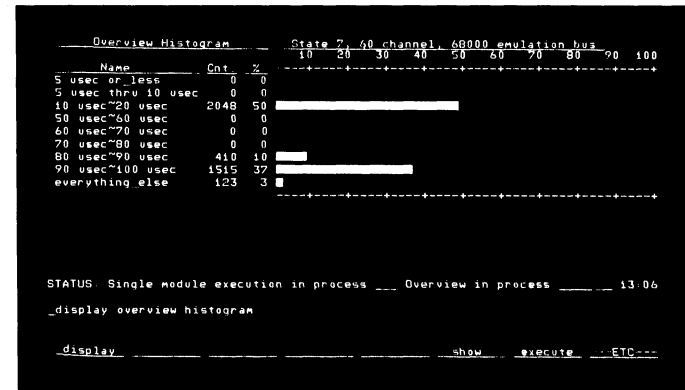 Overview Histogram State 7, 40 channel, 68000 emulation bus
10 20 30 40 50 60 70 80 90 100
Name Cnt. %
5 usec or less 0 0
5 usec thru 10 usec 0 0
10 usec~20 usec 2048 50
50 usec~60 usec 0 0
60 usec~70 usec 0 0
70 usec~80 usec 0 0
80 usec~90 usec 410 10
90 usec~100 usec 1515 37
everything else 123 3
STATUS: Single module execution in process ___ Overview in process ______ 13:06
_display overview histogram
display show execute --ETC---